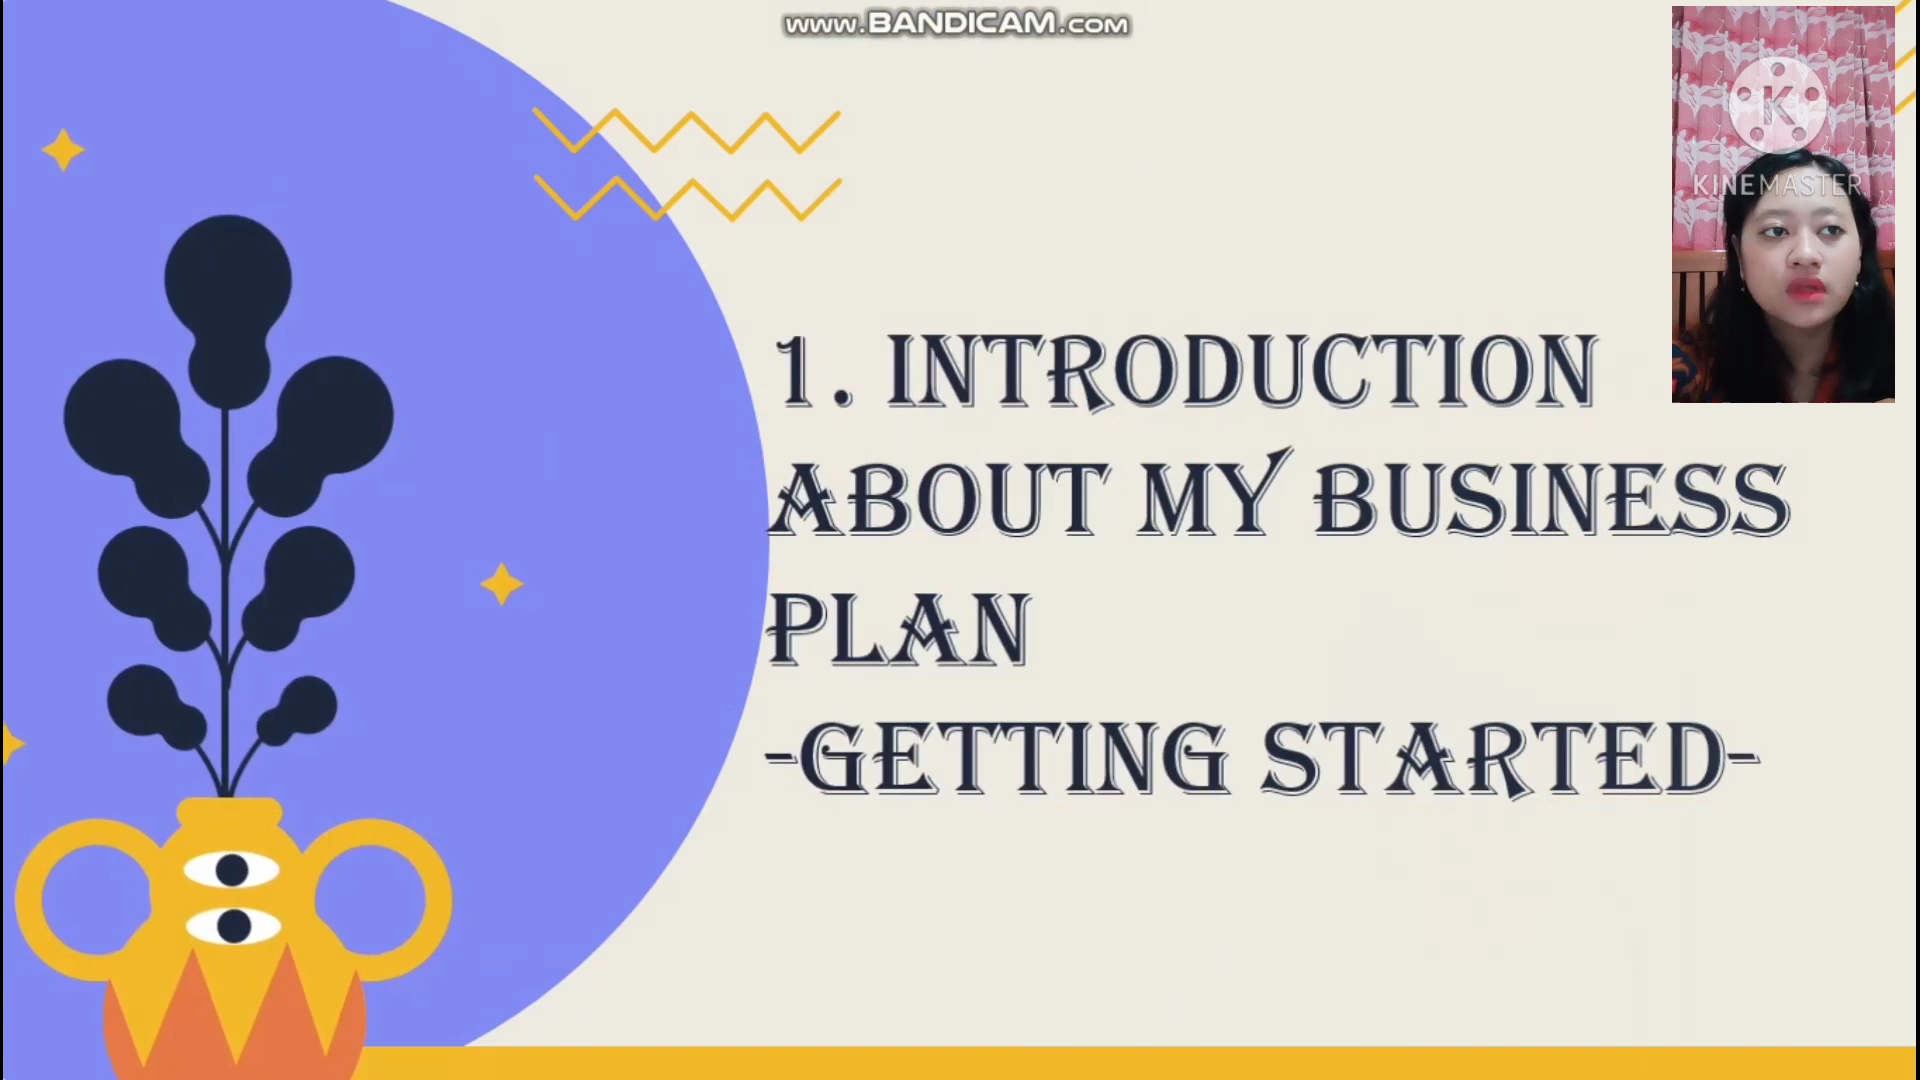 www.BANDICAM.com
K
KINEMASTER
1. INTRODUCTION
ABOUT MY BUSINESS
PLAN
-GETTING STARTED-